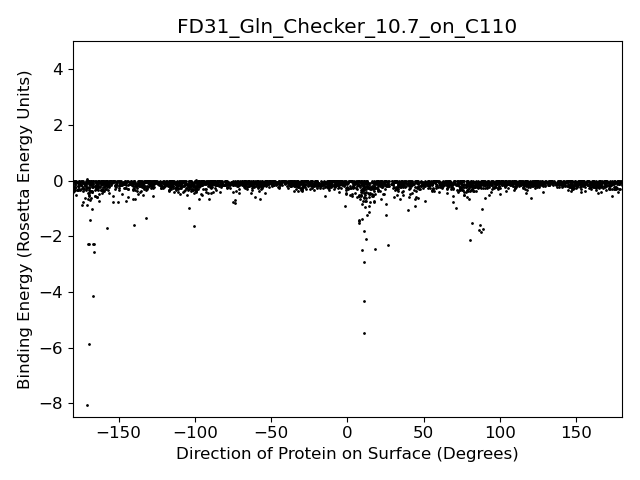 FD31_Gln_Checker_10.7_on_C110
4
2
0
−2
−4
−6
−8
Binding Energy (Rosetta Energy Units)
−150 −100 −50 0 50 100 150
Direction of Protein on Surface (Degrees)